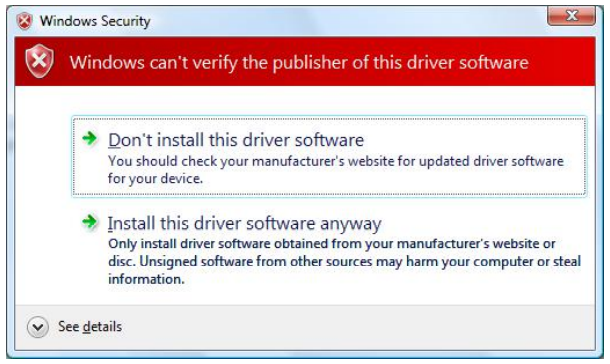 Windows Security
Windows can't verify the publisher of this driver software
Don't install this driver software
You should check your manufacturer's website for updated driver software
for your device.
Install this driver software anyway
Only install driver software obtained from your manufacturer's website or
disc. Unsigned software from other sources may harm your computer or steal
information.
See details